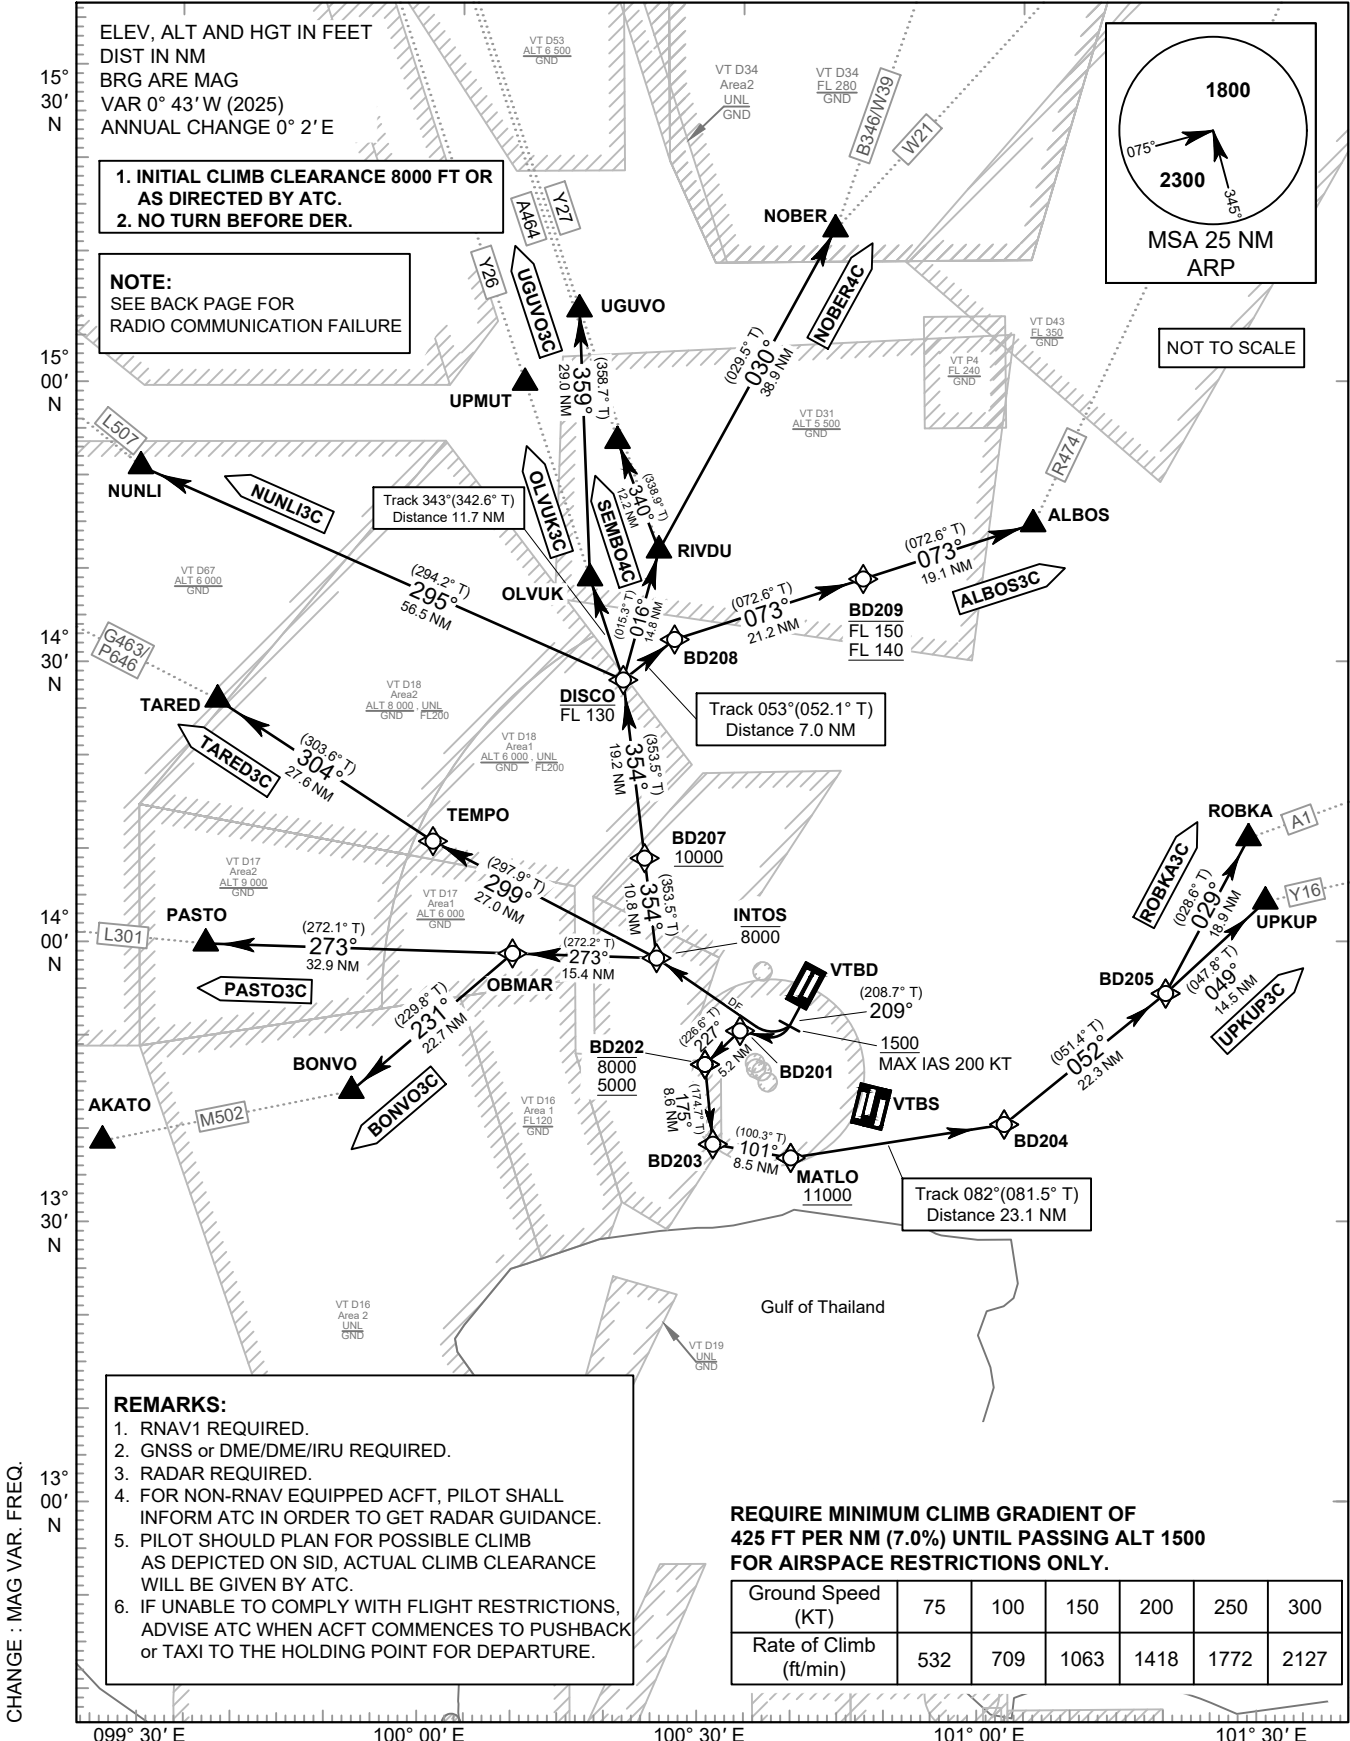 ELEV, ALT AND HGT IN FEET
DIST IN NM
BRG ARE MAG
VAR 0° 43′ W (2025)
ANNUAL CHANGE 0° 2′ E
1. INITIAL CLIMB CLEARANCE 8000 FT OR
AS DIRECTED BY ATC.
2. NO TURN BEFORE DER.
NOTE:
SEE BACK PAGE FOR
RADIO COMMUNICATION FAILURE
VT D53
ALT 6 500
GND
VT D34
Area2
UNL
GND
VT D34
FL 280
GND
B346/W39
W21
1800
075°
2300
345°
MSA 25 NM
ARP
NOT TO SCALE
15°
30′
N
15°
00′
N
14°
30′
N
14°
00′
N
13°
30′
N
13°
00′
N
Y27
A464
Y26
UGUVO3C
UGUVO
NOBER
NOBER4C
(029.5° T)
030°
38.9 NM
UPMUT
(358.7° T)
359°
29.0 NM
VT D43
FL 350
GND
VT P4
FL 240
GND
VT D31
ALT 5 500
GND
R474
L507
NUNLI
NUNLI3C
Track 343°(342.6° T)
Distance 11.7 NM
OLVUK3C
SEMBO4C
(338.9° T)
340°
12.2 NM
RIVDU
ALBOS
(072.6° T)
073°
19.1 NM
ALBOS3C
VT D67
ALT 6 000
GND
(294.2° T)
295°
56.5 NM
OLVUK
(015.3° T)
016°
14.8 NM
(072.6° T)
073°
21.2 NM
BD209
FL 150
FL 140
BD208
G463/
P646
TARED
TARED3C
VT D18
Area2
ALT 8 000 , UNL
GND FL200
DISCO
FL 130
Track 053°(052.1° T)
Distance 7.0 NM
VT D18
Area1
ALT 6 000 , UNL
GND FL200
(303.6° T)
304°
27.6 NM
(353.5° T)
354°
19.2 NM
TEMPO
BD207
10000
ROBKA
A1
ROBKA3C
Y16
VT D17
Area2
ALT 9 000
GND
VT D17
Area1
ALT 6 000
GND
(297.9° T)
299°
27.0 NM
(353.5° T)
354°
10.8 NM
INTOS
8000
(028.6° T)
029°
18.9 NM
UPKUP
PASTO
L301
(272.1° T)
273°
32.9 NM
(272.2° T)
273°
15.4 NM
PASTO3C
OBMAR
VTBD
(208.7° T)
209°
BD205
(047.8° T)
049°
14.5 NM
UPKUP3C
DF
(229.8° T)
231°
22.7 NM
(226.6° T)
227°
5.2 NM
1500
MAX IAS 200 KT
BD202
8000
5000
BD201
(051.4° T)
052°
22.3 NM
BONVO
BONVO3C
AKATO
M502
VT D16
Area 1
FL120
GND
(174.7° T)
175°
8.6 NM
VTBS
BD204
BD203
(100.3° T)
101°
8.5 NM
MATLO
11000
Track 082°(081.5° T)
Distance 23.1 NM
Gulf of Thailand
VT D16
Area 2
UNL
GND
VT D19
UNL
GND
REMARKS:
1. RNAV1 REQUIRED.
2. GNSS or DME/DME/IRU REQUIRED.
3. RADAR REQUIRED.
4. FOR NON-RNAV EQUIPPED ACFT, PILOT SHALL
INFORM ATC IN ORDER TO GET RADAR GUIDANCE.
5. PILOT SHOULD PLAN FOR POSSIBLE CLIMB
AS DEPICTED ON SID, ACTUAL CLIMB CLEARANCE
WILL BE GIVEN BY ATC.
6. IF UNABLE TO COMPLY WITH FLIGHT RESTRICTIONS,
ADVISE ATC WHEN ACFT COMMENCES TO PUSHBACK
or TAXI TO THE HOLDING POINT FOR DEPARTURE.
REQUIRE MINIMUM CLIMB GRADIENT OF
425 FT PER NM (7.0%) UNTIL PASSING ALT 1500
FOR AIRSPACE RESTRICTIONS ONLY.
Ground Speed (KT) 75 100 150 200 250 300
Rate of Climb (ft/min) 532 709 1063 1418 1772 2127
CHANGE : MAG VAR. FREQ.
099° 30′ E 100° 00′ E 100° 30′ E 101° 00′ E 101° 30′ E